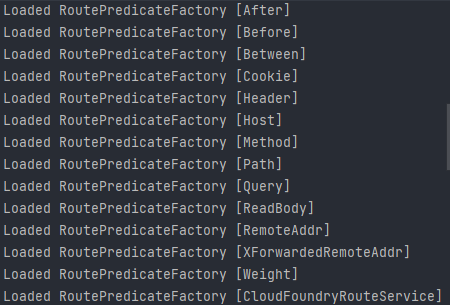 Loaded RoutePredicateFactory [After]
Loaded RoutePredicateFactory [Before]
Loaded RoutePredicateFactory [Between]
Loaded RoutePredicateFactory [Cookie]
Loaded RoutePredicateFactory [Header]
Loaded RoutePredicateFactory [Host]
Loaded RoutePredicateFactory [Method]
Loaded RoutePredicateFactory [Path]
Loaded RoutePredicateFactory [Query]
Loaded RoutePredicateFactory [ReadBody]
Loaded RoutePredicateFactory [RemoteAddr]
Loaded RoutePredicateFactory [XForwardedRemoteAddr]
Loaded RoutePredicateFactory [Weight]
Loaded RoutePredicateFactory [CloudFoundryRouteService]